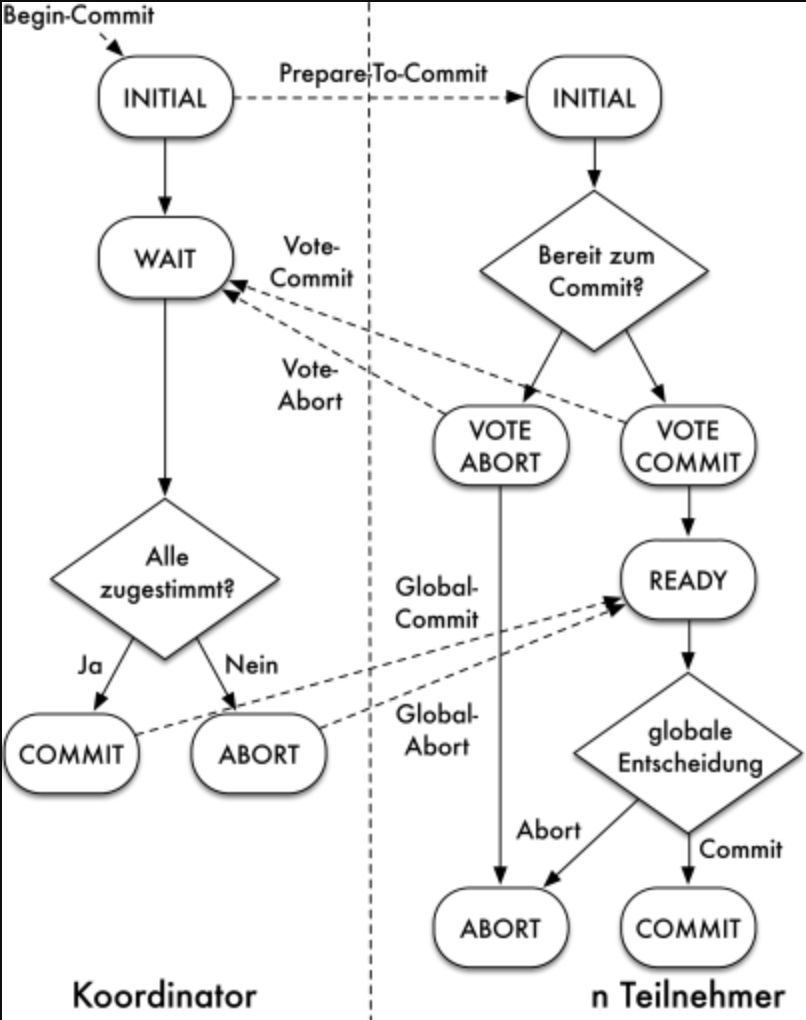 Begin-Commit
INITIAL
Prepare-To-Commit
INITIAL
WAIT
Vote-
Commit
Bereit zum
Commit?
Vote-
Abort
VOTE
ABORT
VOTE
COMMIT
Alle
zugestimmt?
Global-
Commit
READY
Ja
Nein
COMMIT
ABORT
Global-
Abort
globale
Entscheidung
Abort
Commit
ABORT
COMMIT
Koordinator
n Teilnehmer